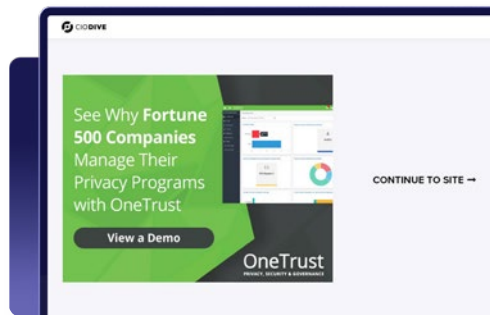 CIODIVE
See Why Fortune
500 Companies
Manage Their
Privacy Programs
with OneTrust
View a Demo
OneTrust
PRIVACY, SECURITY & GOVERNANCE
CONTINUE TO SITE →